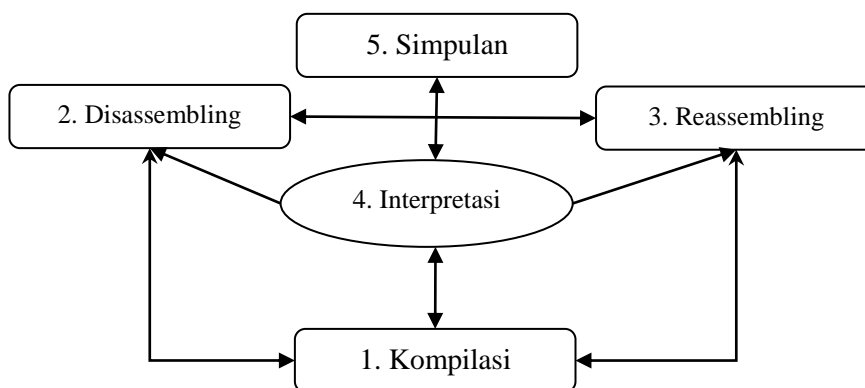 5. Simpulan
2. Disassembling
3. Reassembling
4. Interpretasi
1. Kompilasi